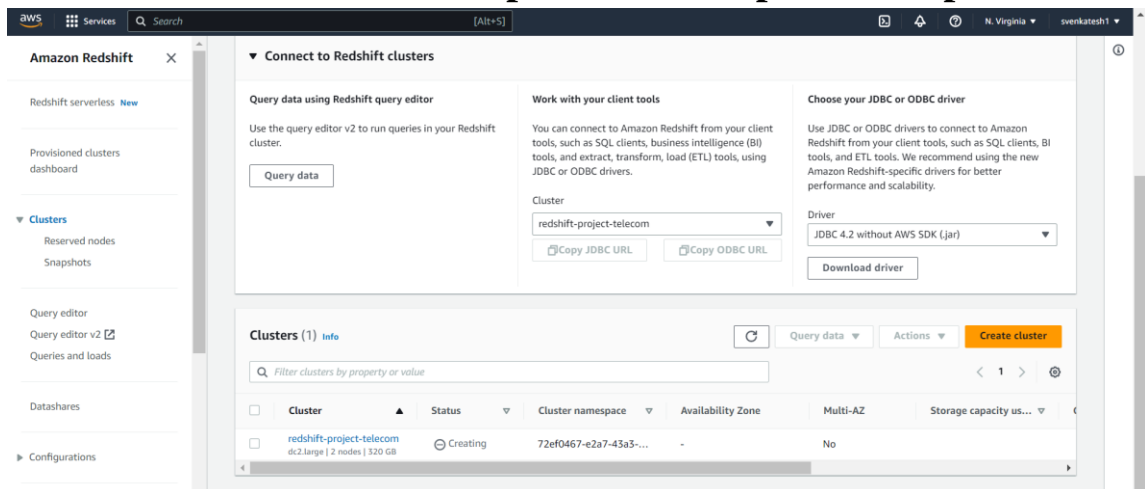 aws
Services
Search
[Alt+S]
N. Virginia
svenkatesh1
Amazon Redshift
Redshift serverless New
Provisioned clusters
dashboard
Clusters
Reserved nodes
Snapshots
Query editor
Query editor v2
Queries and loads
Datashares
Configurations
Connect to Redshift clusters
Query data using Redshift query editor
Use the query editor v2 to run queries in your Redshift
cluster.
Query data
Work with your client tools
You can connect to Amazon Redshift from your client
tools, such as SQL clients, business intelligence (BI)
tools, and extract, transform, load (ETL) tools, using
JDBC or ODBC drivers.
Cluster
redshift-project-telecom
Copy JDBC URL
Copy ODBC URL
Choose your JDBC or ODBC driver
Use JDBC or ODBC drivers to connect to Amazon
Redshift from your client tools, such as SQL clients, BI
tools, and ETL tools. We recommend using the new
Amazon Redshift-specific drivers for better
performance and scalability.
Driver
JDBC 4.2 without AWS SDK (.jar)
Download driver
Clusters (1) Info
Query data
Actions
Create cluster
Filter clusters by property or value
1
Cluster
Status
Cluster namespace
Availability Zone
Multi-AZ
Storage capacity us...
redshift-project-telecom
dc2.large | 2 nodes | 320 GB
Creating
72ef0467-e2a7-43a3-...
-
No